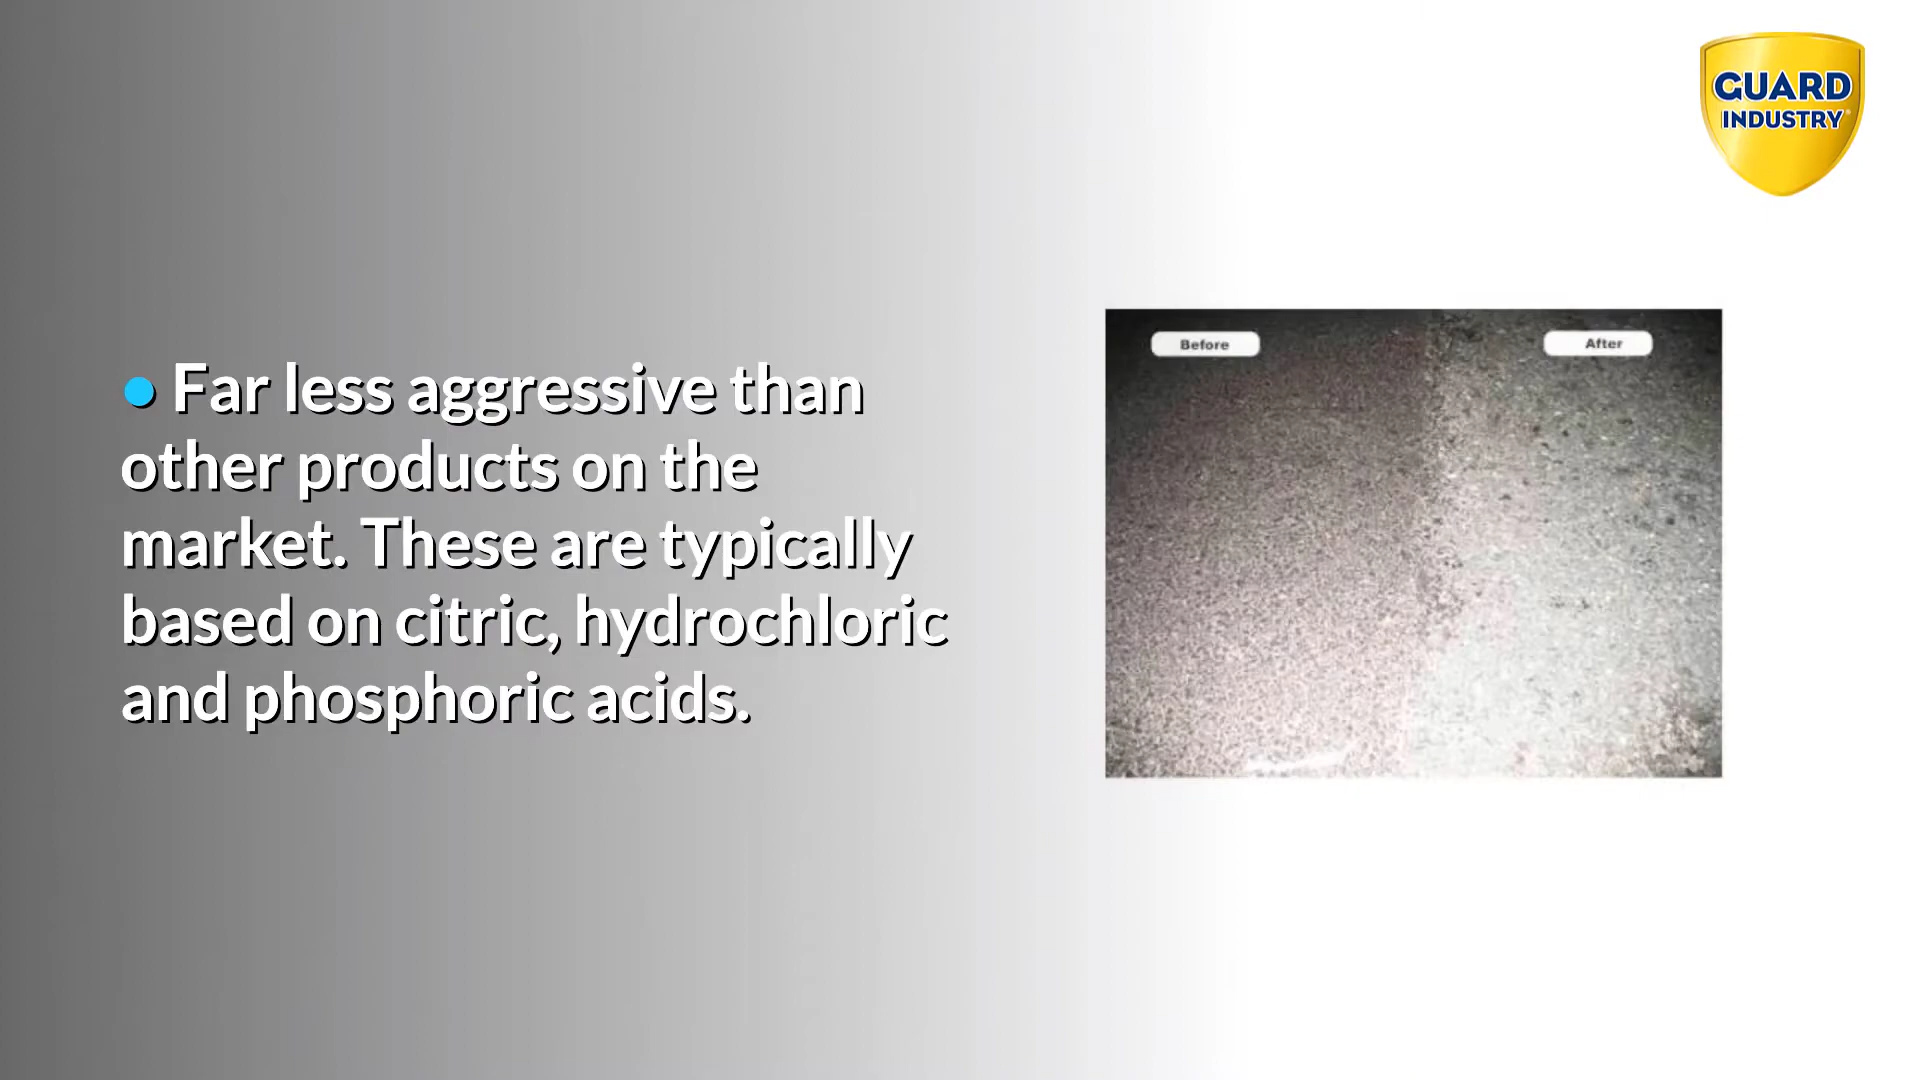 GUARD
INDUSTRY
Before
After
• Far less aggressive than
other products on the
market. These are typically
based on citric, hydrochloric
and phosphoric acids.